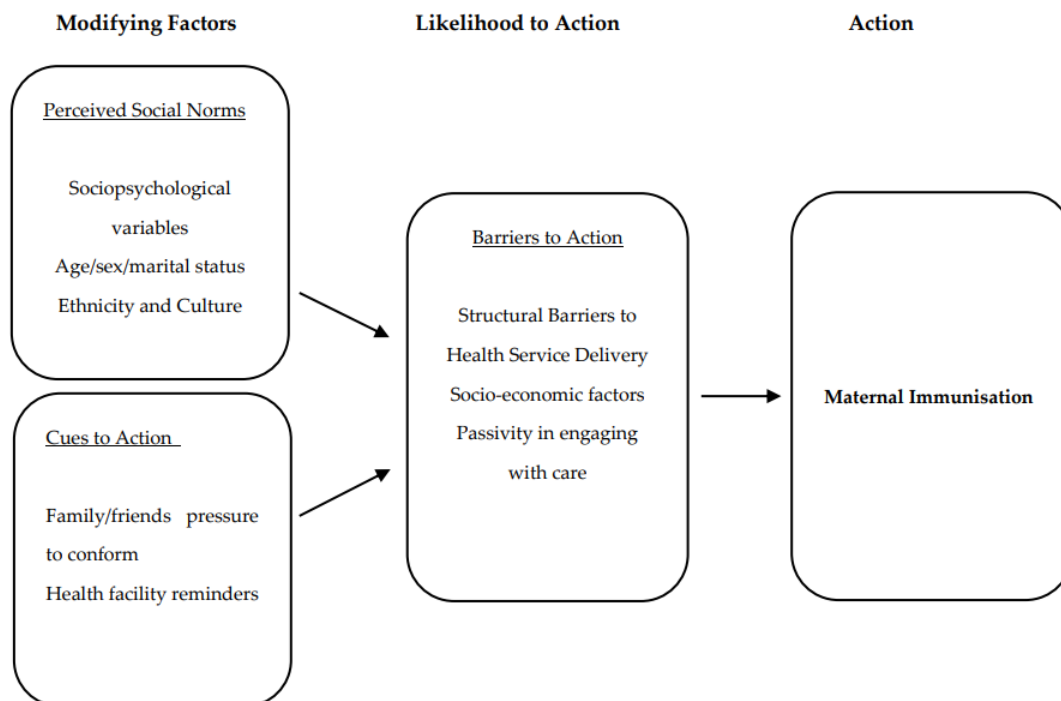 Modifying Factors
Likelihood to Action
Action
Perceived Social Norms
Sociopsychological
variables
Age/sex/marital status
Ethnicity and Culture
Cues to Action
Family/friends pressure
to conform
Health facility reminders
Barriers to Action
Structural Barriers to
Health Service Delivery
Socio-economic factors
Passivity in engaging
with care
Maternal Immunisation